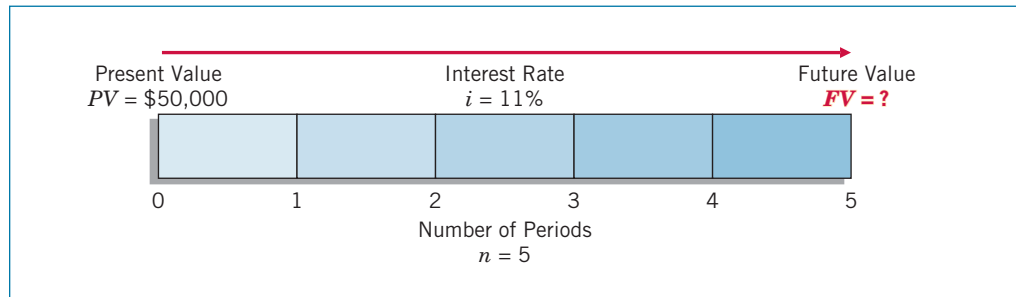 Present Value
PV = $50,000
Interest Rate
i = 11%
Future Value
FV = ?
0 1 2 3 4 5
Number of Periods
n = 5